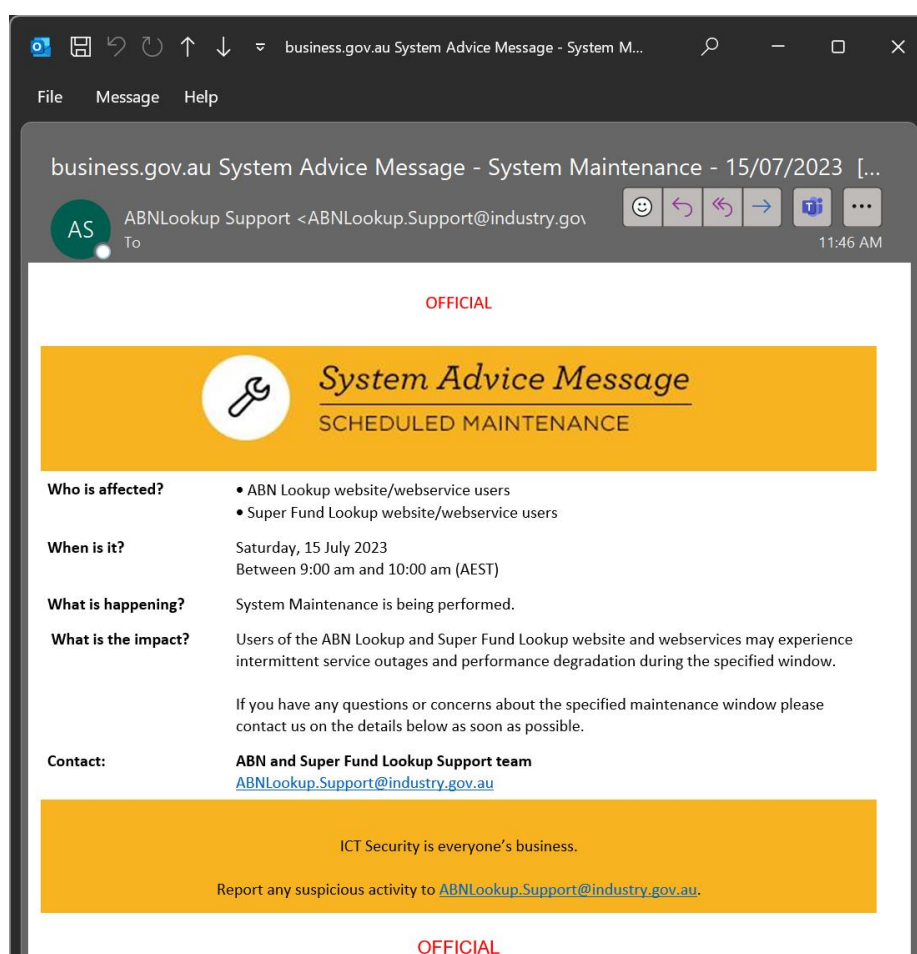 business.gov.au System Advice Message - System M...
File Message Help
business.gov.au System Advice Message - System Maintenance - 15/07/2023 [...
AS
ABNLookup Support <ABNLookup.Support@industry.gov
To
11:46 AM
OFFICIAL
System Advice Message
SCHEDULED MAINTENANCE
Who is affected? • ABN Lookup website/webservice users
• Super Fund Lookup website/webservice users
When is it? Saturday, 15 July 2023
Between 9:00 am and 10:00 am (AEST)
What is happening? System Maintenance is being performed.
What is the impact? Users of the ABN Lookup and Super Fund Lookup website and webservices may experience
intermittent service outages and performance degradation during the specified window.
If you have any questions or concerns about the specified maintenance window please
contact us on the details below as soon as possible.
Contact: ABN and Super Fund Lookup Support team
ABNLookup.Support@industry.gov.au
ICT Security is everyone’s business.
Report any suspicious activity to ABNLookup.Support@industry.gov.au.
OFFICIAL